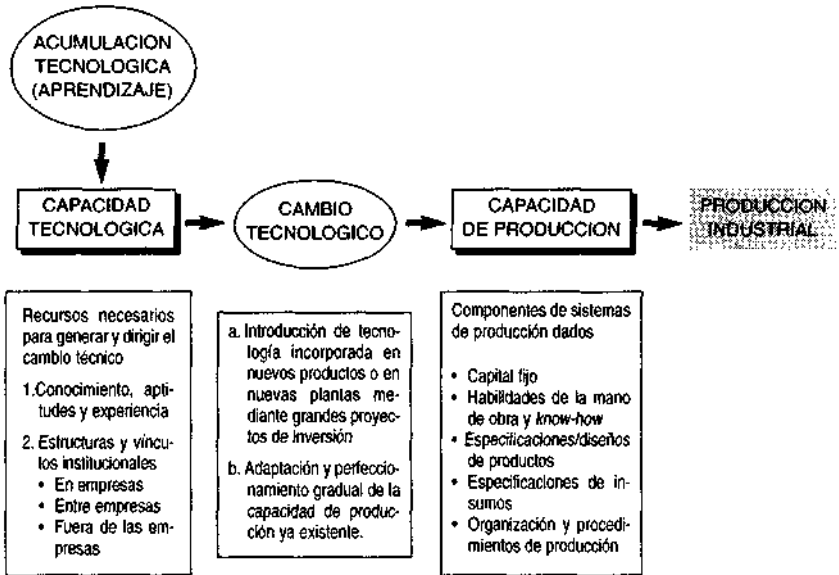 ACUMULACION
TECNOLOGICA
(APRENDIZAJE)
CAPACIDAD
TECNOLOGICA
CAMBIO
TECNOLOGICO
CAPACIDAD
DE PRODUCCION
PRODUCCION
INDUSTRIAL
Recursos necesarios
para generar y dirigir el
cambio técnico
1.Conocimiento, apti-
tudes y experiencia
2. Estructuras y víncu-
los institucionales
• En empresas
• Entre empresas
• Fuera de las em-
presas
a. Introducción de tecno-
logía incorporada en
nuevos productos o en
nuevas plantas me-
diante grandes proyec-
tos de inversión
b. Adaptación y perfeccio-
namiento gradual de la
capacidad de produc-
ción ya existente.
Componentes de sistemas
de producción dados
• Capital fijo
• Habilidades de la mano
de obra y know-how
• Especificaciones/diseños
de productos
• Especificaciones de in-
sumos
• Organización y procedi-
mientos de producción